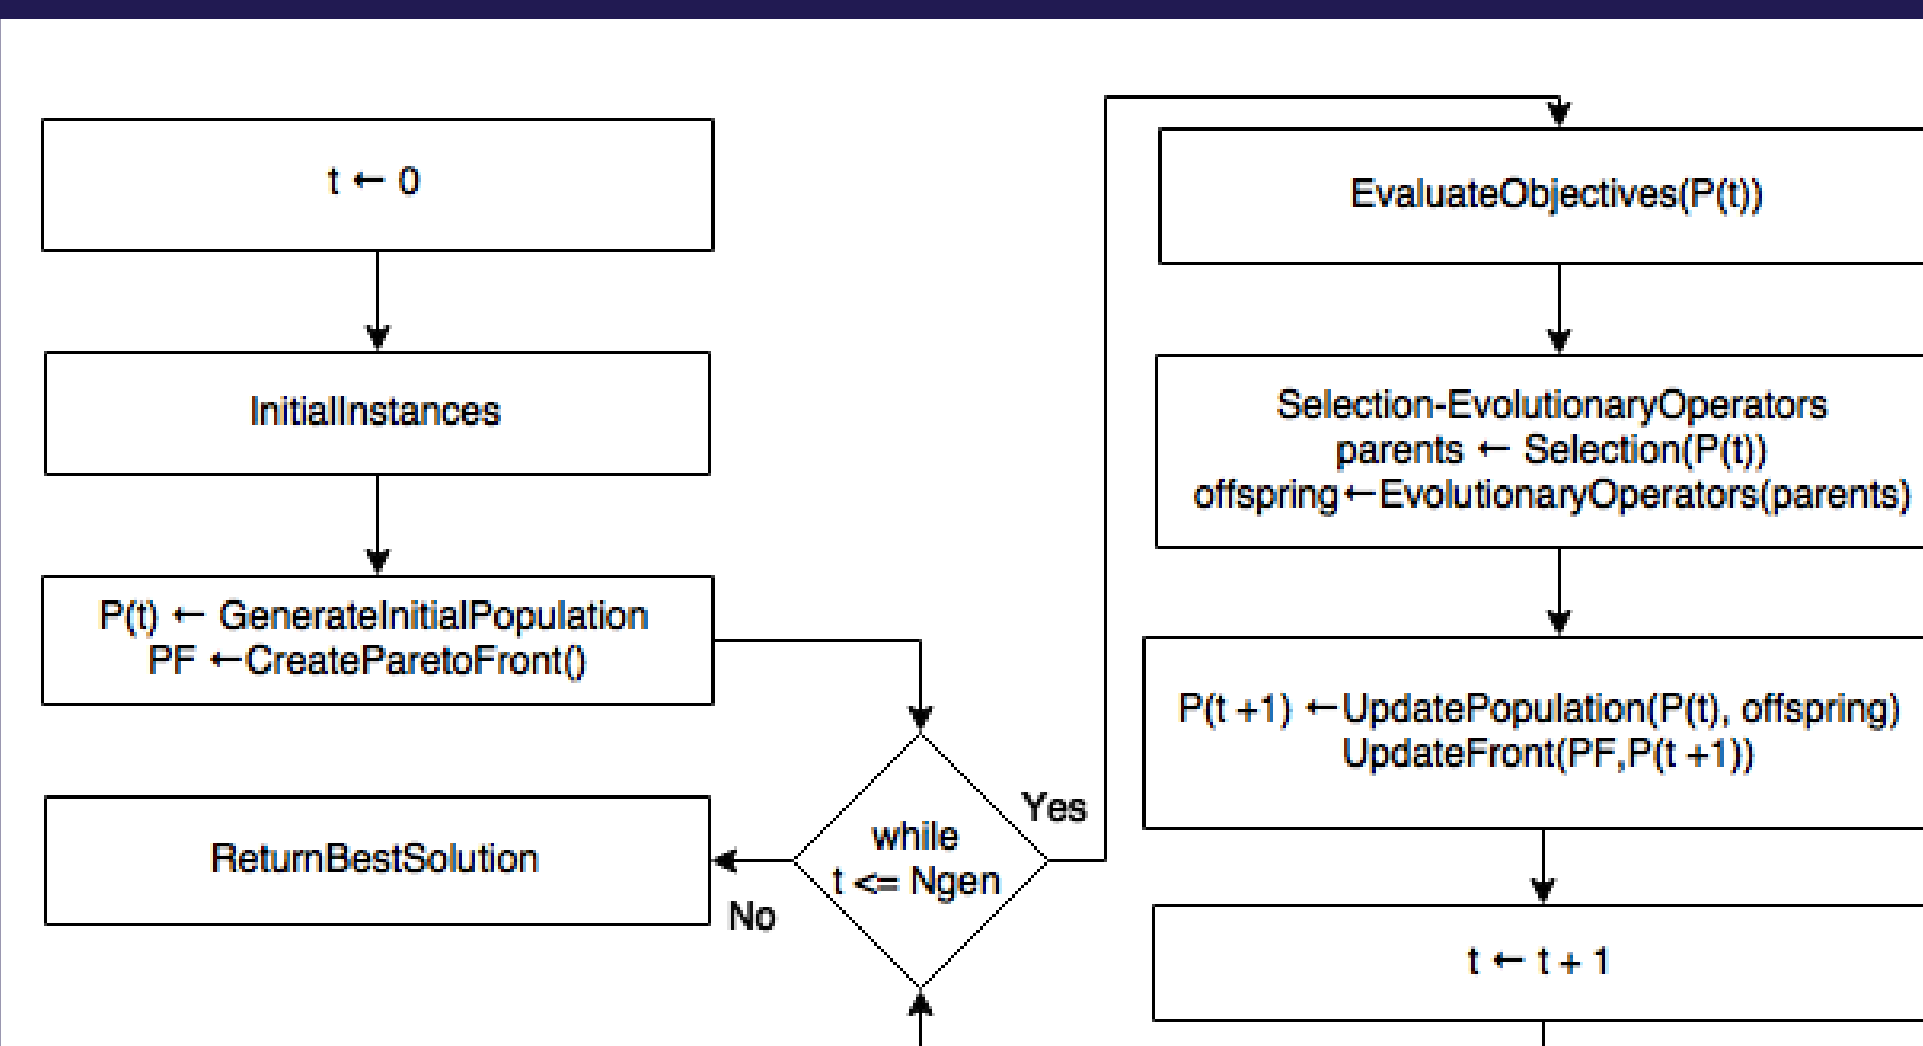 t ← 0
InitialInstances
P(t) ← GenerateInitialPopulation
PF ←CreateParetoFront()
ReturnBestSolution
No
while
t <= Ngen
Yes
EvaluateObjectives(P(t))
Selection-EvolutionaryOperators
parents ← Selection(P(t))
offspring←EvolutionaryOperators(parents)
P(t +1) ←UpdatePopulation(P(t), offspring)
UpdateFront(PF,P(t +1))
t ← t + 1